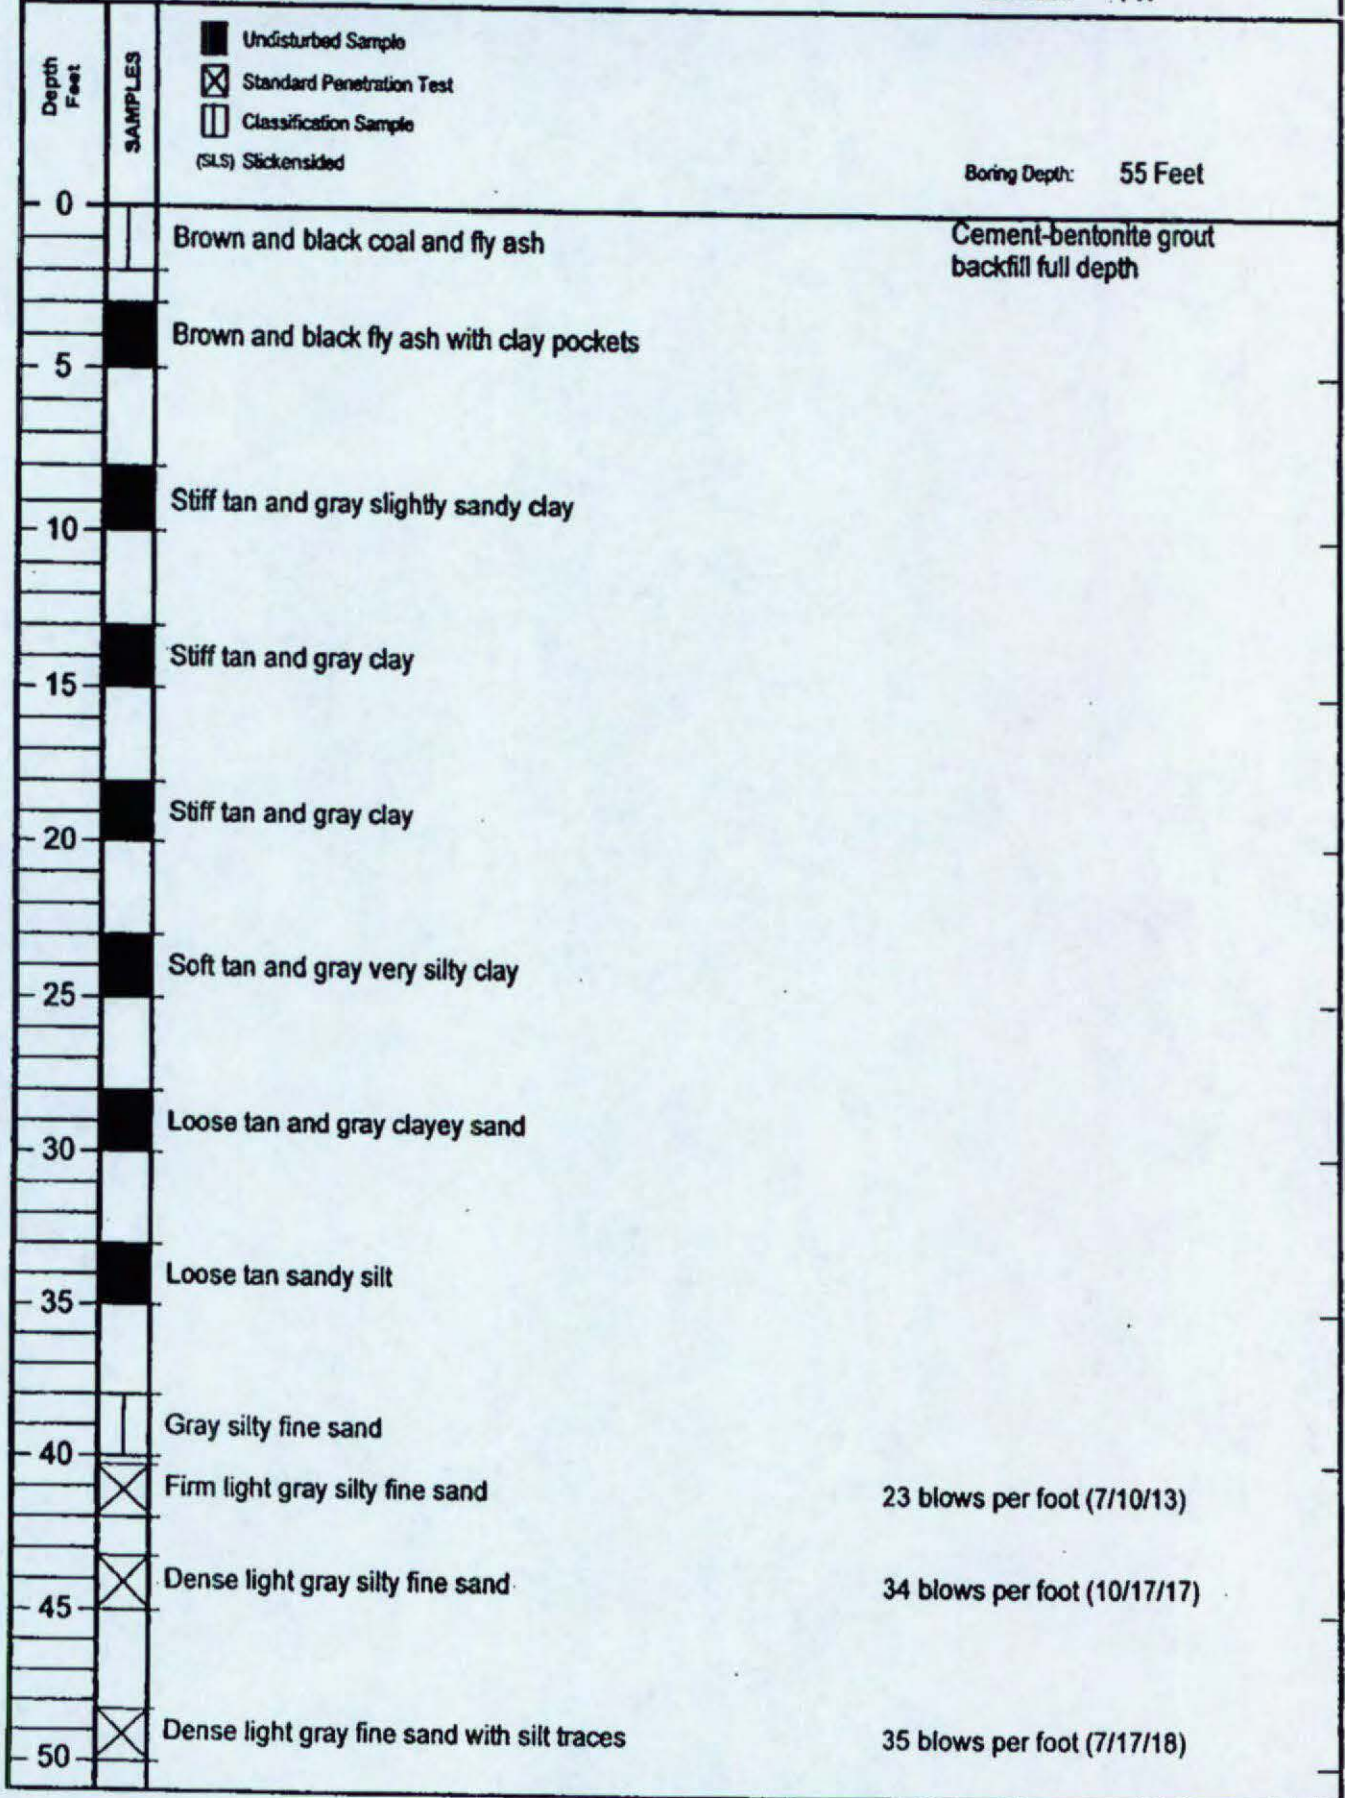 Depth
Feet
SAMPLES
Undisturbed Sample
Standard Penetration Test
Classification Sample
(SLS) Slickensided
Boring Depth: 55 Feet
0
Brown and black coal and fly ash
Cement-bentonite grout
backfill full depth
Brown and black fly ash with clay pockets
5
Stiff tan and gray slightly sandy clay
10
Stiff tan and gray clay
15
Stiff tan and gray clay
20
Soft tan and gray very silty clay
25
Loose tan and gray clayey sand
30
Loose tan sandy silt
35
Gray silty fine sand
40
Firm light gray silty fine sand 23 blows per foot (7/10/13)
Dense light gray silty fine sand 34 blows per foot (10/17/17)
45
Dense light gray fine sand with silt traces 35 blows per foot (7/17/18)
50